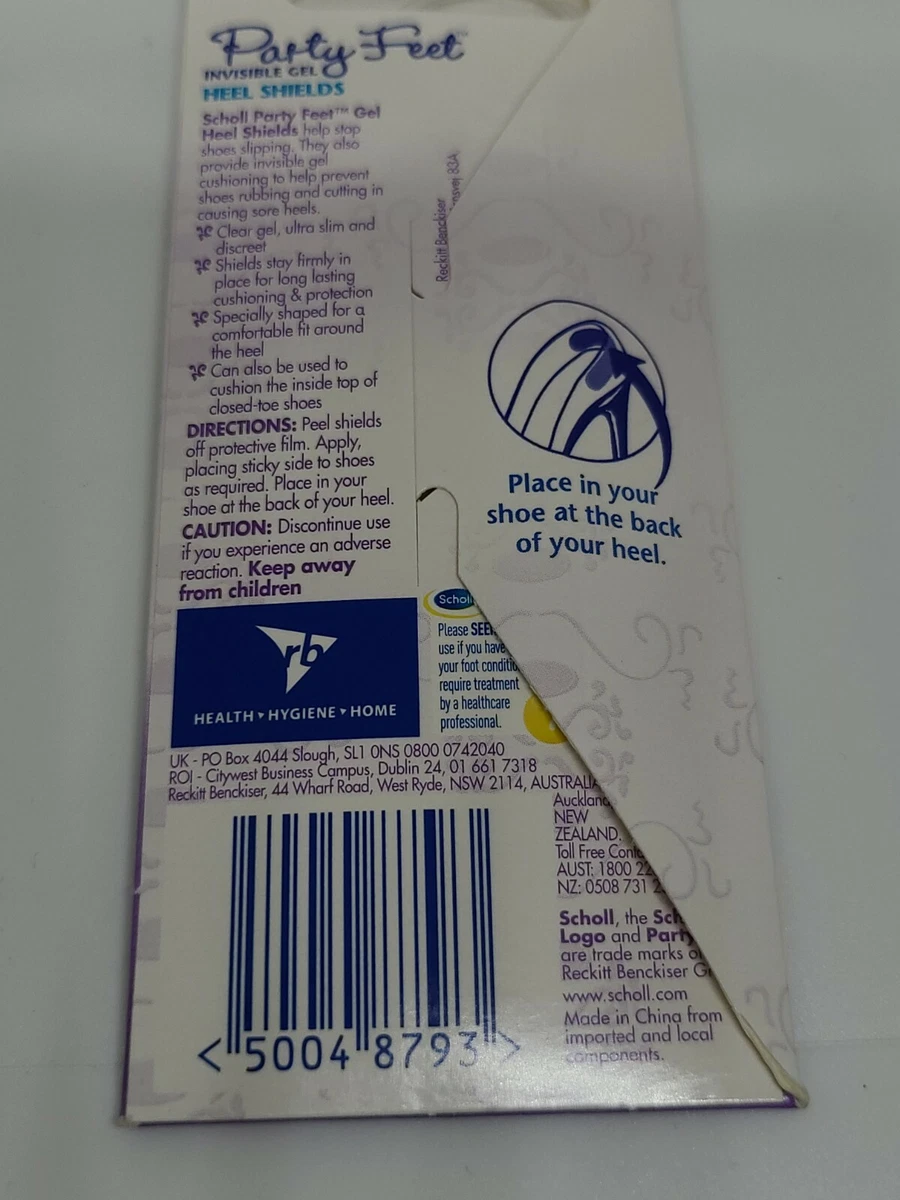 Party Feet™
INVISIBLE GEL
HEEL SHIELDS
Scholl Party Feet™ Gel
Heel Shields help stop
shoes slipping. They also
provide invisible gel
cushioning to help prevent
shoes rubbing and cutting in
causing sore heels.
Clear gel, ultra slim and
discreet
Shields stay firmly in
place for long lasting
cushioning & protection
Specially shaped for a
comfortable fit around
the heel
Can also be used to
cushion the inside top of
closed-toe shoes
DIRECTIONS: Peel shields
off protective film. Apply,
placing sticky side to shoes
as required. Place in your
shoe at the back of your heel.
CAUTION: Discontinue use
if you experience an adverse
reaction. Keep away
from children
Reckitt Benckiser
83A
Place in your
shoe at the back
of your heel.
rb
HEALTH HYGIENE HOME
Scholl
Please SEEK
use if you have
your foot conditio
require treatment
by a healthcare
professional.
UK - PO Box 4044 Slough, SL1 0NS 0800 0742040
ROI - Citywest Business Campus, Dublin 24, 01 661 7318
Reckitt Benckiser, 44 Wharf Road, West Ryde, NSW 2114, AUSTRALIA
Auckland
NEW
ZEALAND.
Toll Free Conta
AUST: 1800 22
NZ: 0508 731 2
Scholl, the Sch
Logo and Party
are trade marks of
Reckitt Benckiser Gr
www.scholl.com
Made in China from
imported and local
components.
< 5004 8793 >